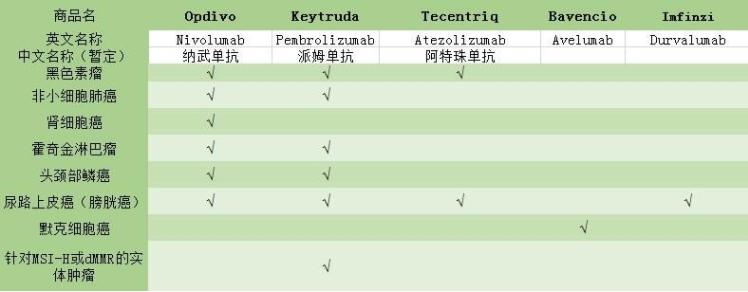 商品名 Opdivo Keytruda Tecentriq Bavencio Imfinxi
英文名称 Nivolumab Pembrolizumab Atezolizumab Avelumab Durvalumab
中文名称（暂定） 纳武单抗 派姆单抗 阿特珠单抗
黑色素瘤 √ √ √
非小细胞肺癌 √ √
肾细胞癌 √
霍奇金淋巴瘤 √ √
头颈部鳞癌 √ √
尿路上皮癌（膀胱癌） √ √ √ √
默克细胞癌 √
针对MSI-H或dMMR的实
体肿瘤 √